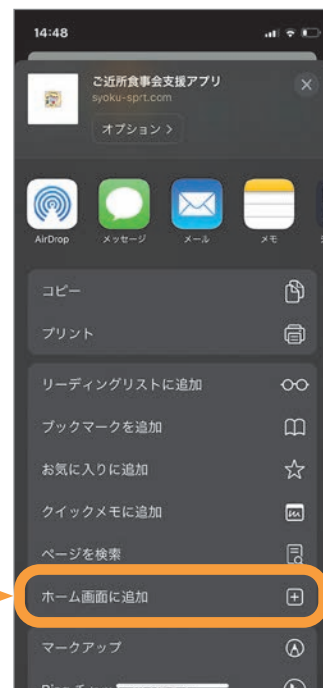 14:48
ご近所食事会支援アプリ
syoku-sprt.com
オプション
AirDrop
メッセージ
メール
メモ
コピー
プリント
リーディングリストに追加
ブックマークを追加
お気に入りに追加
クイックメモに追加
ページを検索
ホーム画面に追加
マークアップ